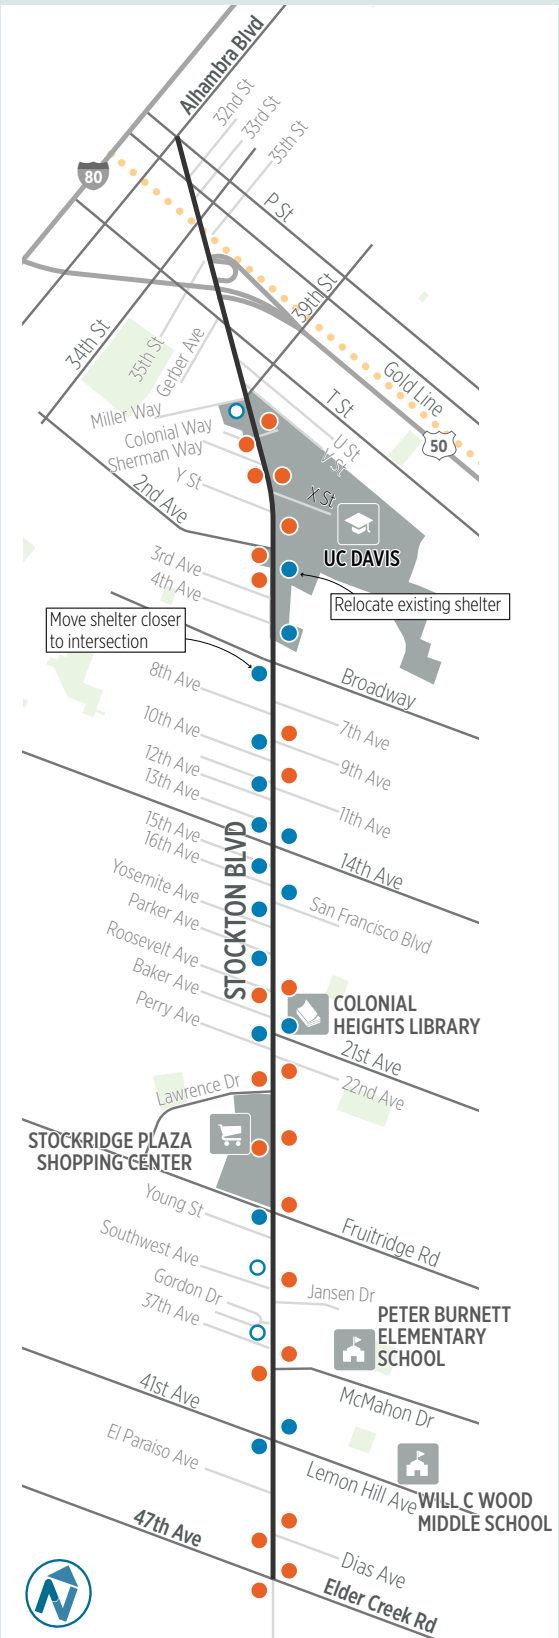 Alhambra Blvd
32nd St
33rd St
35th St
80
P St
39th St
34th St
35th St
Gerber Ave
Gold Line
T St
50
Miller Way
Colonial Way
Sherman Way
U St
V St
Y St
X St
2nd Ave
UC DAVIS
3rd Ave
4th Ave
Relocate existing shelter
Move shelter closer
to intersection
8th Ave
Broadway
10th Ave
7th Ave
12th Ave
9th Ave
13th Ave
11th Ave
15th Ave
16th Ave
STOCKTON BLVD
14th Ave
Yosemite Ave
Parker Ave
San Francisco Blvd
Roosevelt Ave
Baker Ave
Perry Ave
COLONIAL
HEIGHTS LIBRARY
21st Ave
22nd Ave
Lawrence Dr
STOCKRIDGE PLAZA
SHOPPING CENTER
Young St
Fruitridge Rd
Southwest Ave
Gordon Dr
37th Ave
Jansen Dr
PETER BURNETT
ELEMENTARY
SCHOOL
41st Ave
McMahon Dr
El Paraiso Ave
Lemon Hill Ave
WILL C WOOD
MIDDLE SCHOOL
47th Ave
Dias Ave
Elder Creek Rd
N